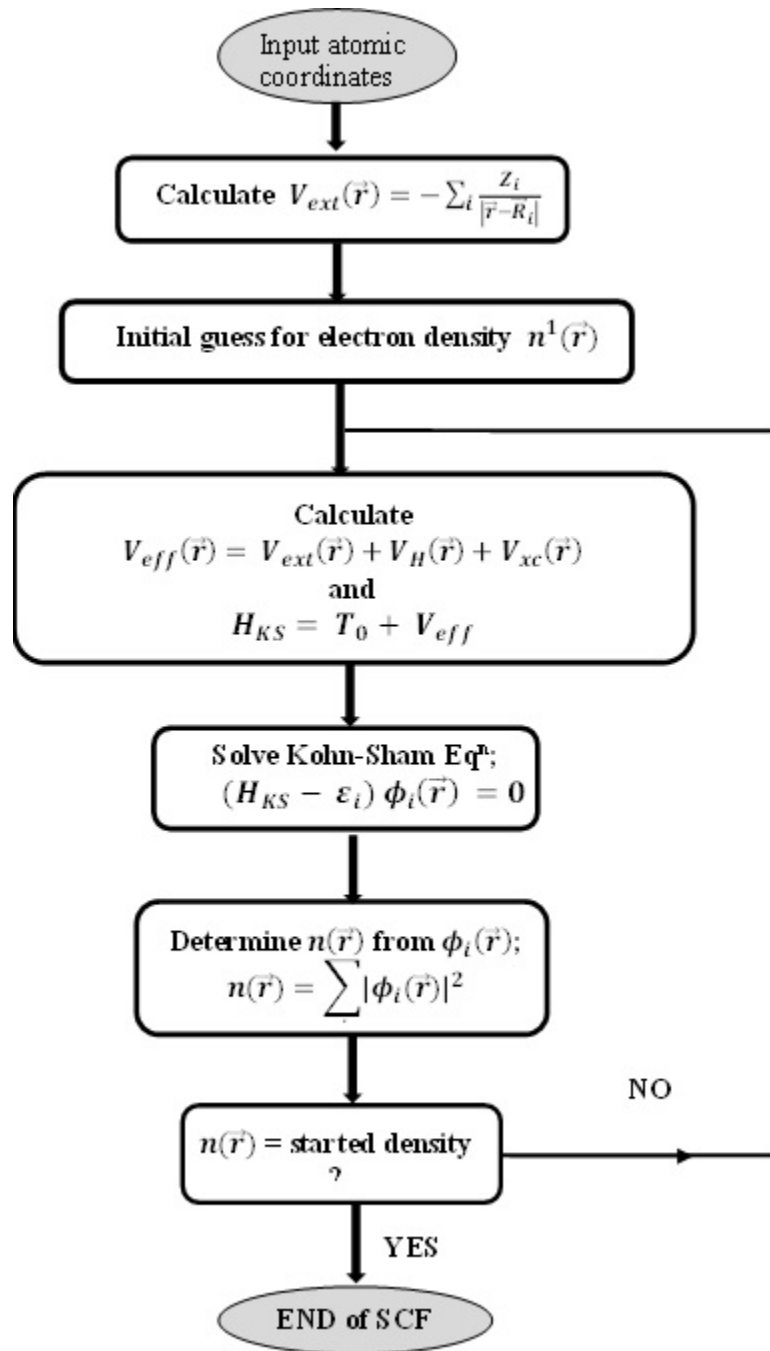 Input atomic
coordinates
Calculate $V_{ext}(\vec{r}) = -\sum_i \frac{Z_i}{|\vec{r}-\vec{R}_i|}$
Initial guess for electron density $n^1(\vec{r})$
Calculate
$V_{eff}(\vec{r}) = V_{ext}(\vec{r}) + V_H(\vec{r}) + V_{xc}(\vec{r})$
and
$H_{KS} = T_0 + V_{eff}$
Solve Kohn-Sham Eqⁿ;
$(H_{KS} - \varepsilon_i) \phi_i(\vec{r}) = 0$
Determine $n(\vec{r})$ from $\phi_i(\vec{r})$;
$n(\vec{r}) = \sum |\phi_i(\vec{r})|^2$
NO
$n(\vec{r})$ = started density
?
YES
END of SCF